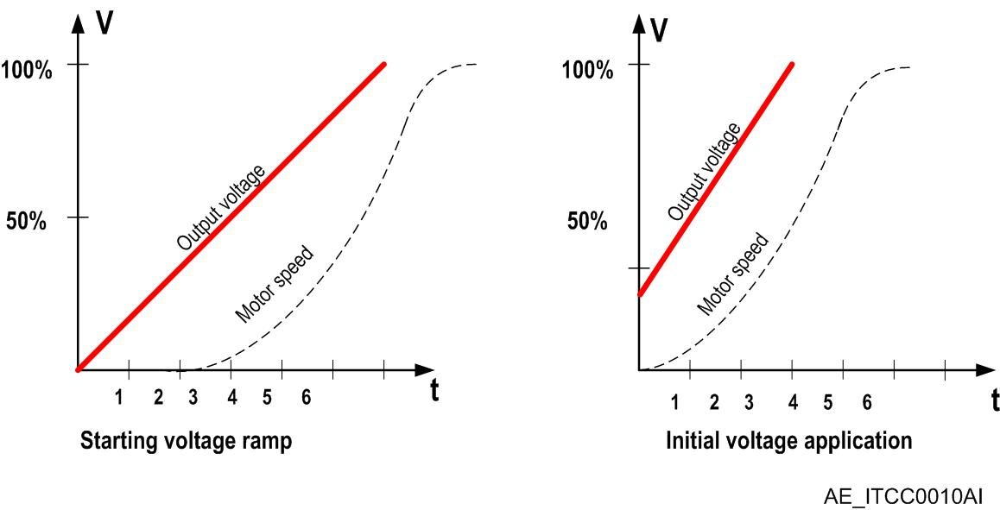 V
100%
50%
Output voltage
Motor speed
1 2 3 4 5 6
t
Starting voltage ramp
V
100%
50%
Output voltage
Motor speed
1 2 3 4 5 6
t
Initial voltage application
AE_ITCC0010AI